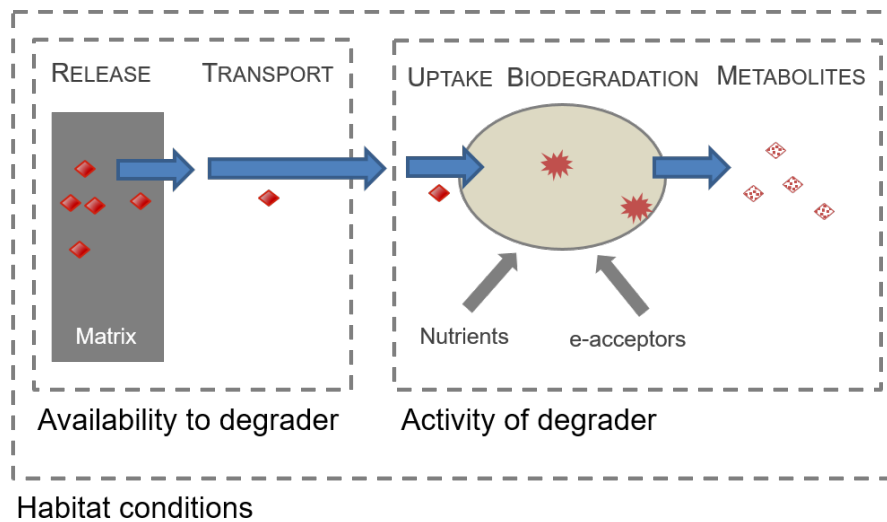 RELEASE
TRANSPORT
UPTAKE
BIODEGRADATION
METABOLITES
Matrix
Nutrients
e-acceptors
Availability to degrader
Activity of degrader
Habitat conditions